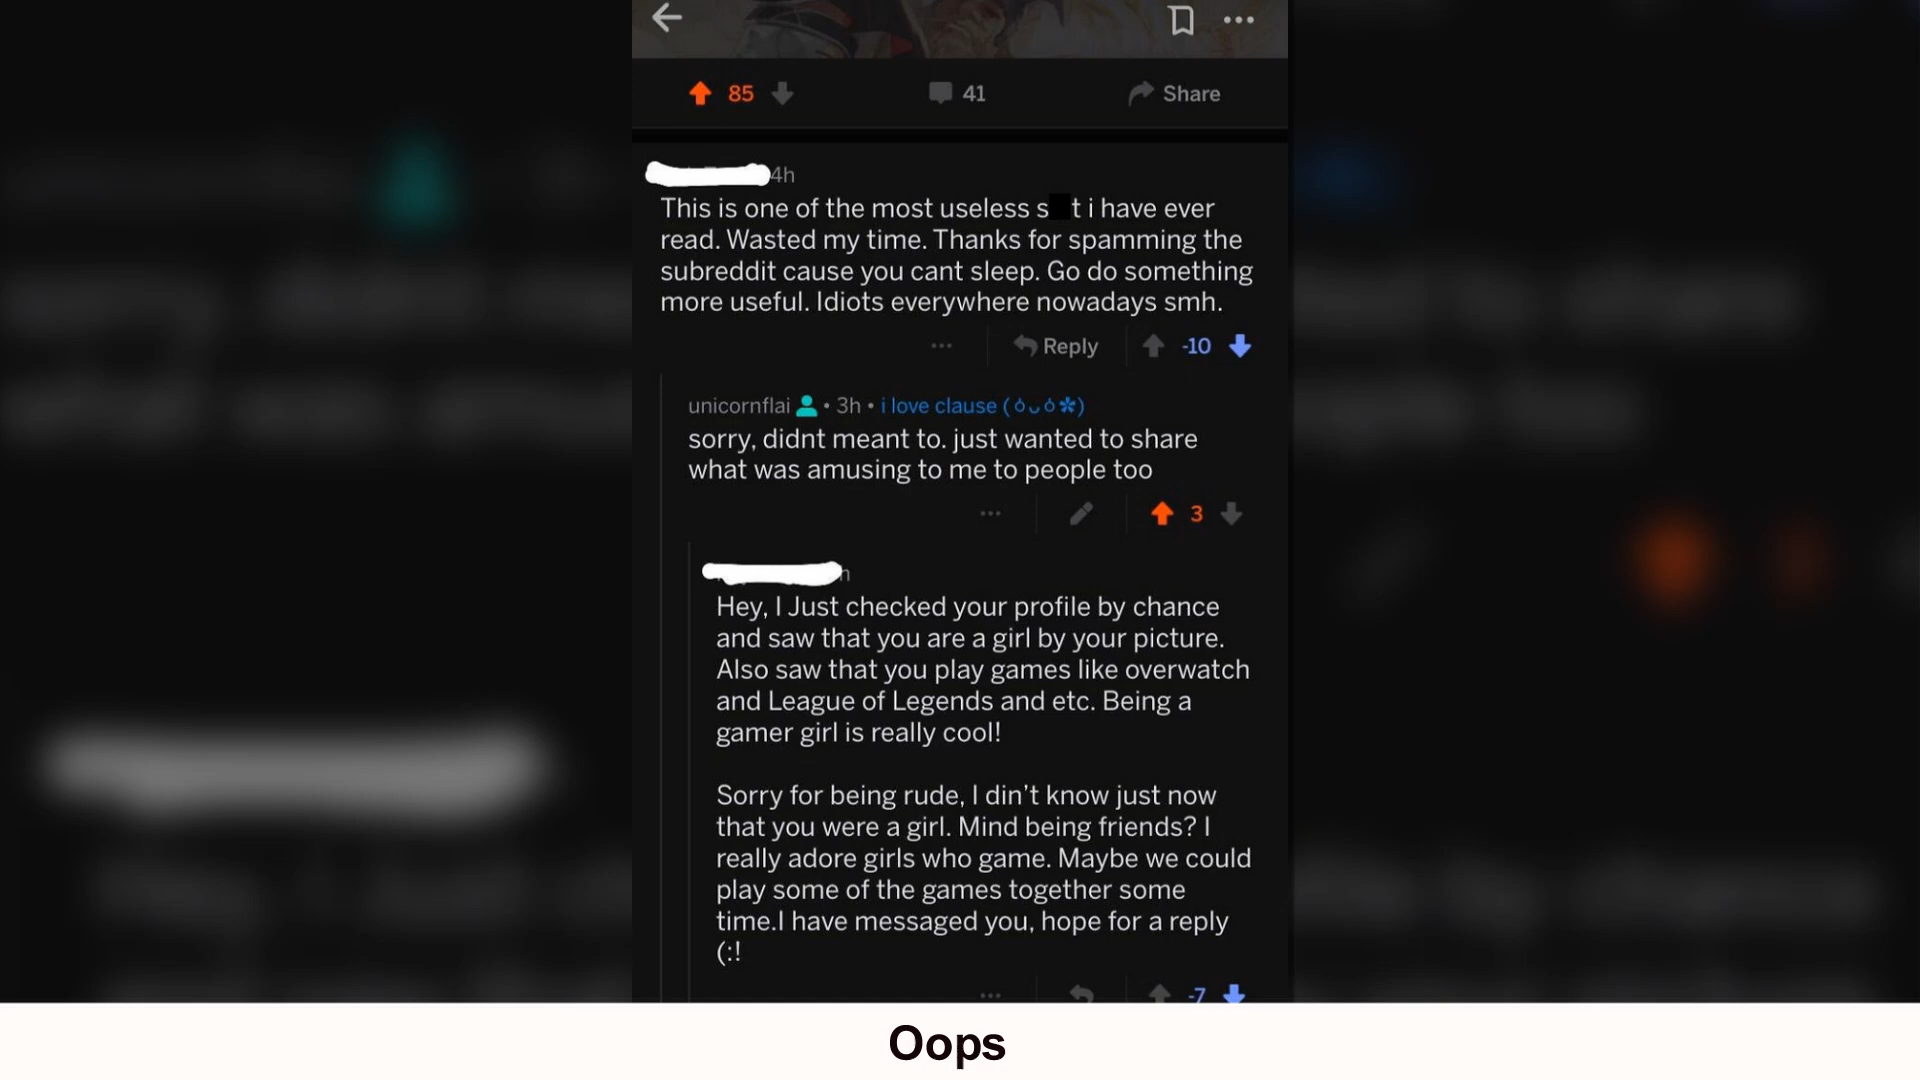 85
41
Share
4h
This is one of the most useless s t i have ever
read. Wasted my time. Thanks for spamming the
subreddit cause you cant sleep. Go do something
more useful. Idiots everywhere nowadays smh.
Reply
-10
unicornflai • 3h • i love clause (๑˃ᴗ˂)
sorry, didnt meant to. just wanted to share
what was amusing to me to people too
3
h
Hey, I Just checked your profile by chance
and saw that you are a girl by your picture.
Also saw that you play games like overwatch
and League of Legends and etc. Being a
gamer girl is really cool!
Sorry for being rude, I din’t know just now
that you were a girl. Mind being friends? I
really adore girls who game. Maybe we could
play some of the games together some
time.I have messaged you, hope for a reply
(:!
-7
Oops